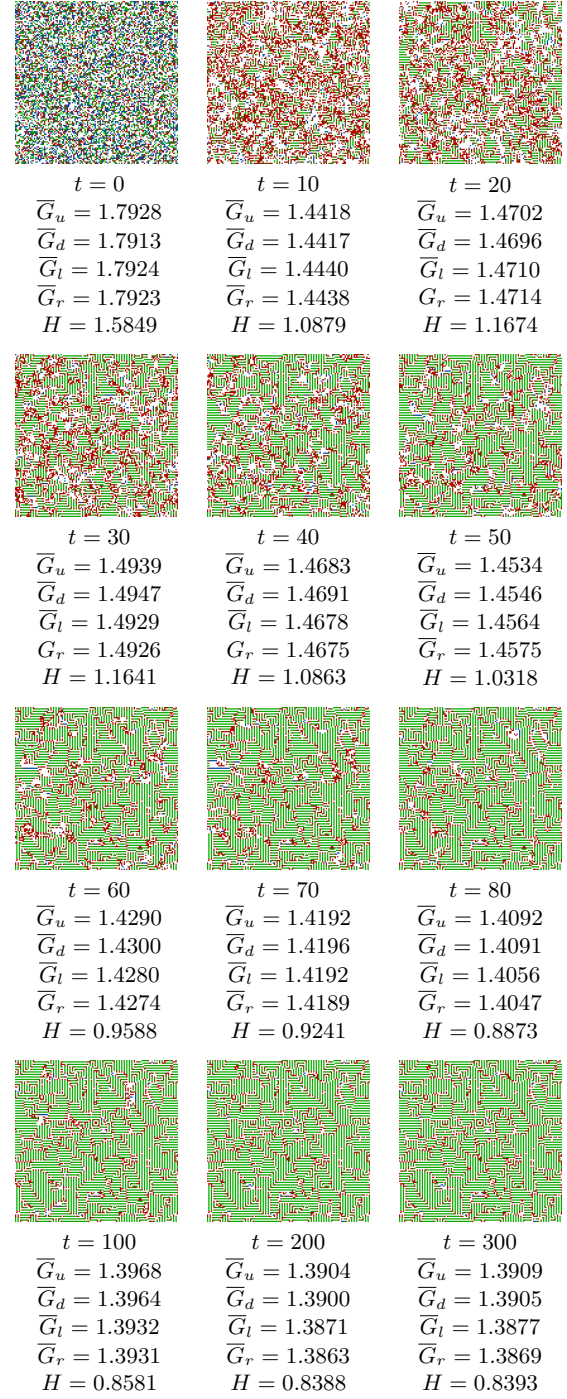 t = 0
G̅_u = 1.7928
G̅_d = 1.7913
G̅_l = 1.7924
G̅_r = 1.7923
H = 1.5849
t = 10
G̅_u = 1.4418
G̅_d = 1.4417
G̅_l = 1.4440
G̅_r = 1.4438
H = 1.0879
t = 20
G̅_u = 1.4702
G̅_d = 1.4696
G̅_l = 1.4710
G_r = 1.4714
H = 1.1674
t = 30
G̅_u = 1.4939
G̅_d = 1.4947
G̅_l = 1.4929
G_r = 1.4926
H = 1.1641
t = 40
G̅_u = 1.4683
G̅_d = 1.4691
G̅_l = 1.4678
G_r = 1.4675
H = 1.0863
t = 50
G̅_u = 1.4534
G̅_d = 1.4546
G̅_l = 1.4564
G̅_r = 1.4575
H = 1.0318
t = 60
G̅_u = 1.4290
G̅_d = 1.4300
G̅_l = 1.4280
G̅_r = 1.4274
H = 0.9588
t = 70
G̅_u = 1.4192
G̅_d = 1.4196
G̅_l = 1.4192
G̅_r = 1.4189
H = 0.9241
t = 80
G̅_u = 1.4092
G̅_d = 1.4091
G̅_l = 1.4056
G̅_r = 1.4047
H = 0.8873
t = 100
G̅_u = 1.3968
G̅_d = 1.3964
G̅_l = 1.3932
G̅_r = 1.3931
H = 0.8581
t = 200
G̅_u = 1.3904
G̅_d = 1.3900
G̅_l = 1.3871
G̅_r = 1.3863
H = 0.8388
t = 300
G̅_u = 1.3909
G̅_d = 1.3905
G̅_l = 1.3877
G̅_r = 1.3869
H = 0.8393